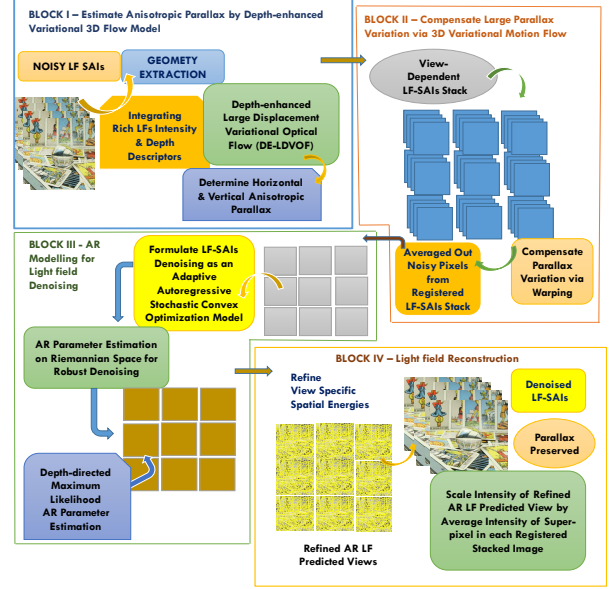 BLOCK I – Estimate Anisotropic Parallax by Depth-enhanced
Variational 3D Flow Model
NOISY LF SAIs
GEOMETY
EXTRACTION
Integrating
Rich LFs Intensity
& Depth
Descriptors
Depth-enhanced
Large Displacement
Variational Optical
Flow (DE-LDVOF)
Determine Horizontal
& Vertical Anisotropic
Parallax
BLOCK II – Compensate Large Parallax
Variation via 3D Variational Motion Flow
View-
Dependent
LF-SAIs Stack
Averaged Out
Noisy Pixels
from
Registered
LF-SAIs Stack
Compensate
Parallax
Variation via
Warping
BLOCK III - AR
Modelling for
Light field
Denoising
Formulate LF-SAIs
Denoising as an
Adaptive
Autoregressive
Stochastic Convex
Optimization Model
AR Parameter Estimation
on Riemannian Space for
Robust Denoising
Depth-directed
Maximum
Likelihood
AR Parameter
Estimation
BLOCK IV – Light field Reconstruction
Refine
View Specific
Spatial Energies
Refined AR LF
Predicted Views
Denoised
LF-SAIs
Parallax
Preserved
Scale Intensity of Refined
AR LF Predicted View by
Average Intensity of Super-
pixel in each Registered
Stacked Image